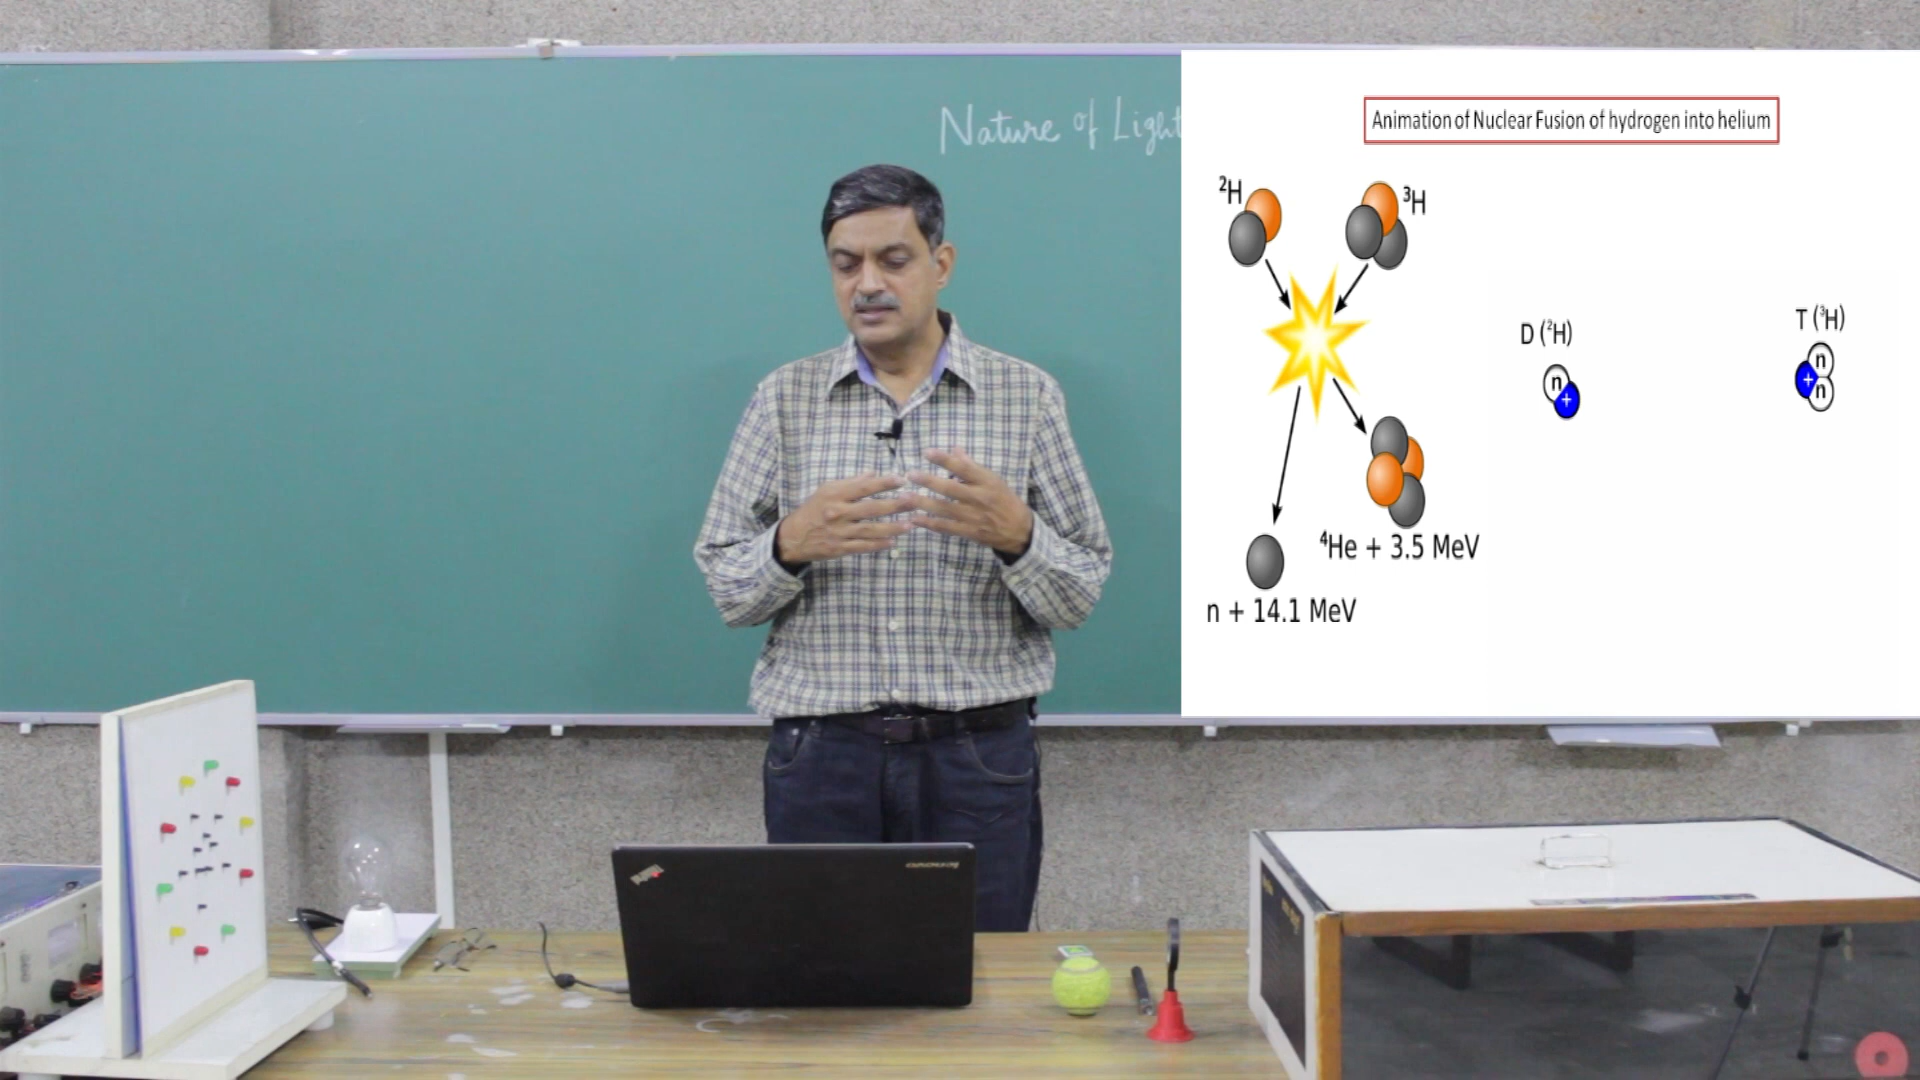 Nature of Light
Animation of Nuclear Fusion of hydrogen into helium
²H
³H
D (²H)
T (³H)
n
+
n
+
n
⁴He + 3.5 MeV
n + 14.1 MeV